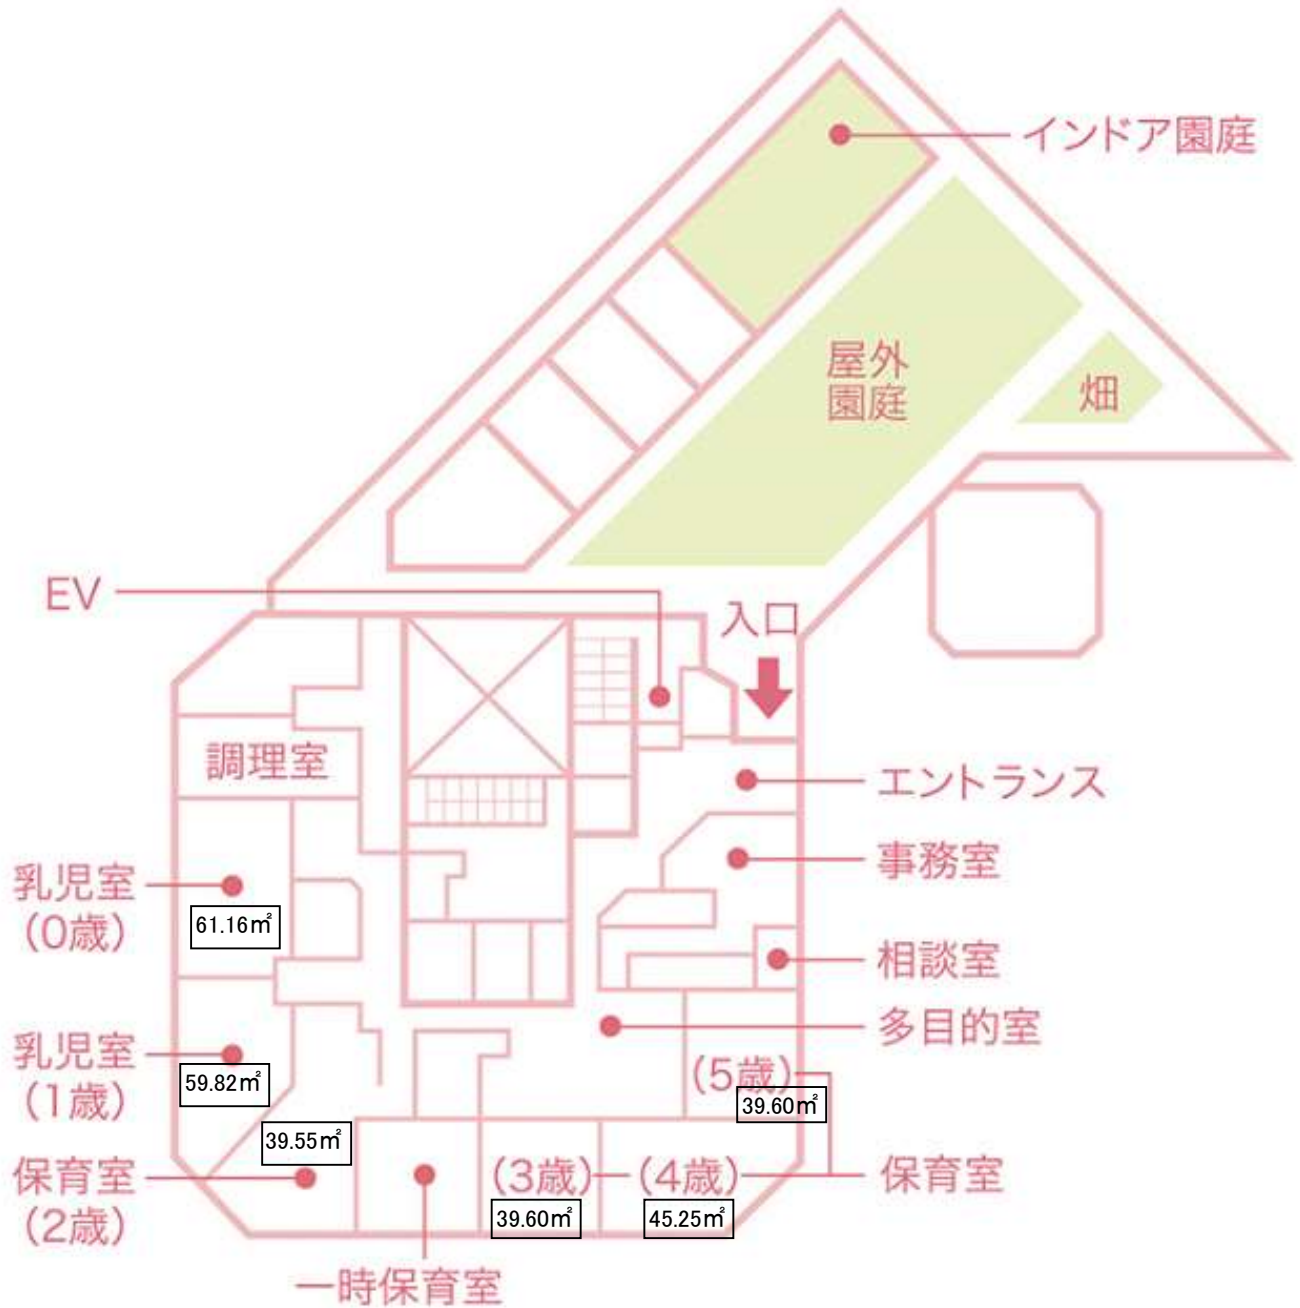 インドア園庭
屋外
園庭
畑
EV
入口
調理室
エントランス
事務室
乳児室
(0歳)
61.16㎡
相談室
多目的室
乳児室
(1歳)
59.82㎡
(5歳)
39.60㎡
39.55㎡
保育室
(2歳)
(3歳)
39.60㎡
(4歳)
45.25㎡
保育室
一時保育室